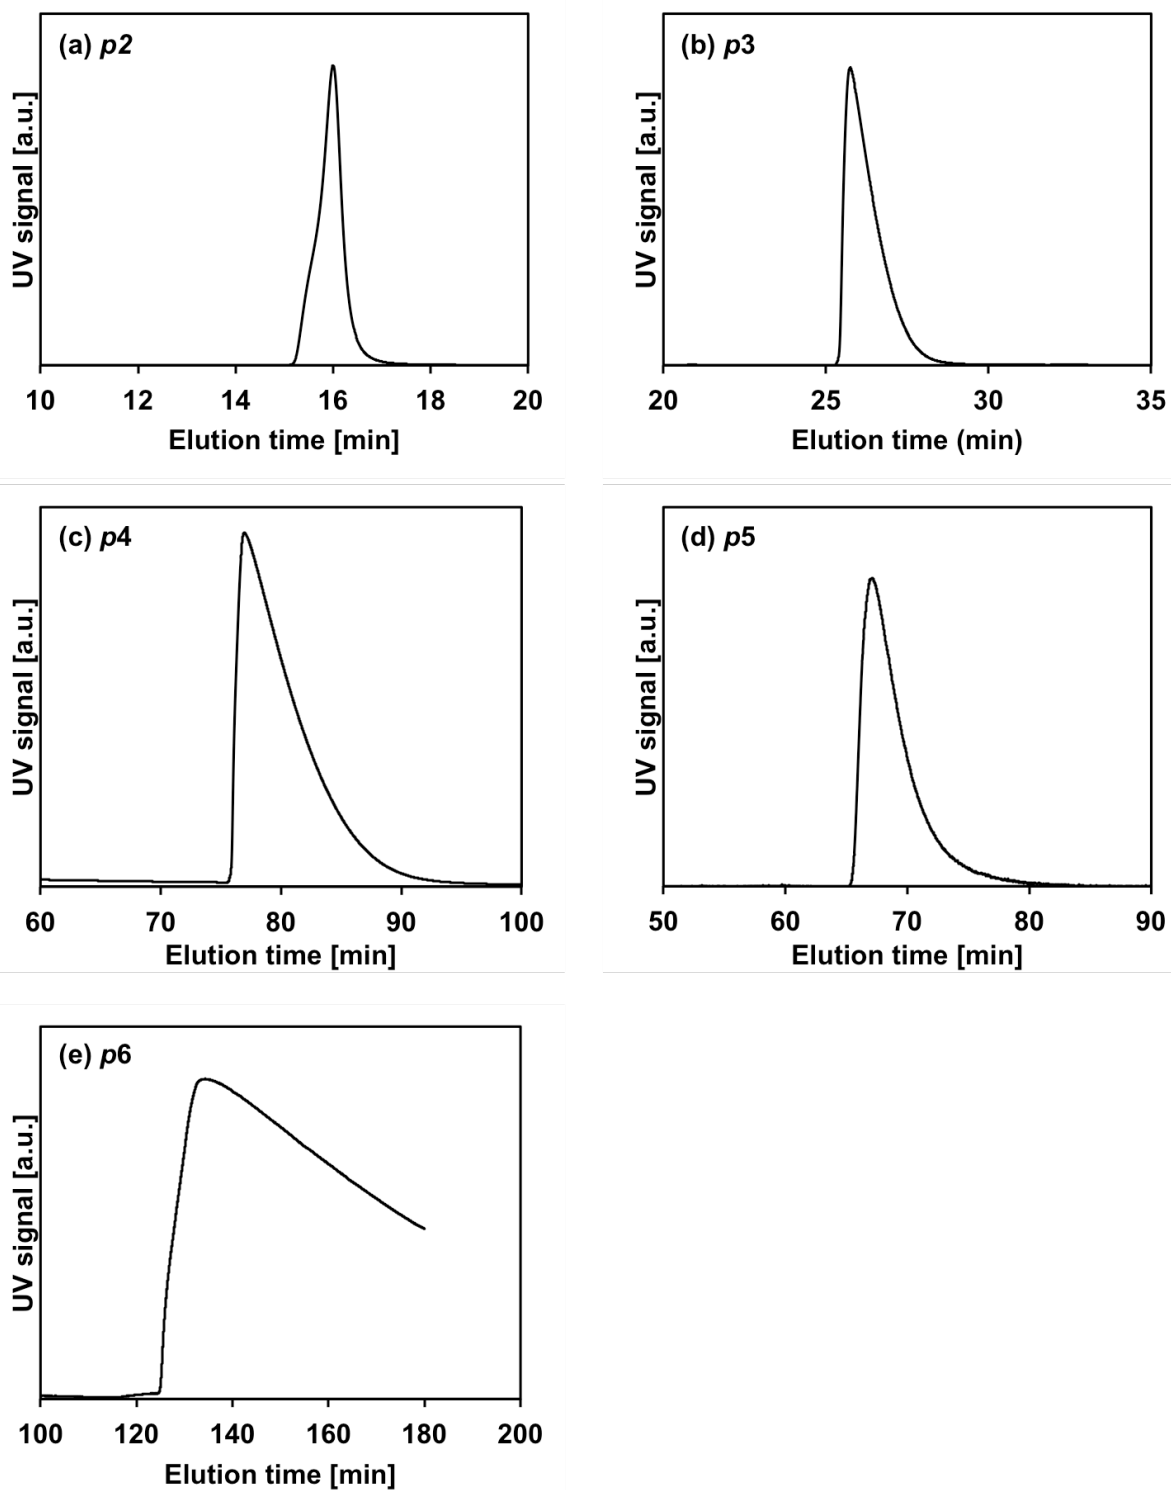 (a) p2
UV signal [a.u.]
10 12 14 16 18 20
Elution time [min]
(b) p3
UV signal [a.u.]
20 25 30 35
Elution time (min)
(c) p4
UV signal [a.u.]
60 70 80 90 100
Elution time [min]
(d) p5
UV signal [a.u.]
50 60 70 80 90
Elution time [min]
(e) p6
UV signal [a.u.]
100 120 140 160 180 200
Elution time [min]